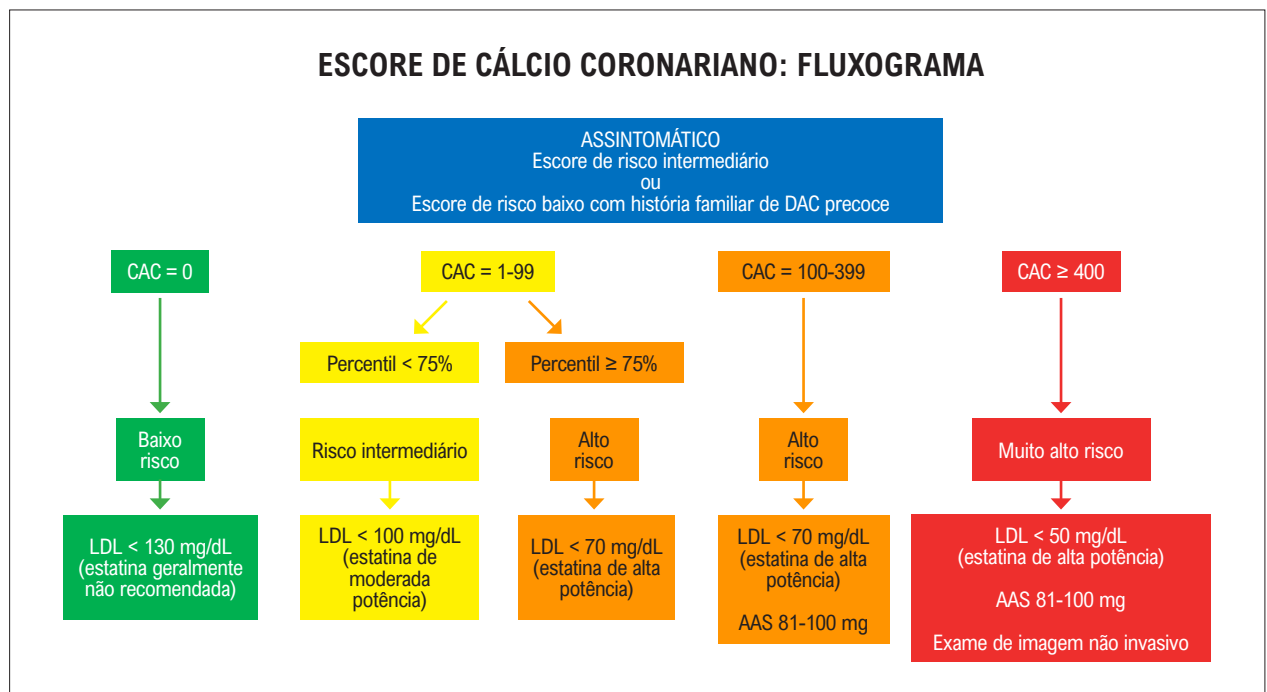 ESCORE DE CÁLCIO CORONARIANO: FLUXOGRAMA
ASSINTOMÁTICO
Escore de risco intermediário
ou
Escore de risco baixo com história familiar de DAC precoce
CAC = 0
CAC = 1-99
CAC = 100-399
CAC ≥ 400
Percentil < 75%
Percentil ≥ 75%
Baixo
risco
Risco intermediário
Alto
risco
Alto
risco
Muito alto risco
LDL < 130 mg/dL
(estatina geralmente
não recomendada)
LDL < 100 mg/dL
(estatina de
moderada
potência)
LDL < 70 mg/dL
(estatina de alta
potência)
LDL < 70 mg/dL
(estatina de alta
potência)
AAS 81-100 mg
LDL < 50 mg/dL
(estatina de alta potência)
AAS 81-100 mg
Exame de imagem não invasivo